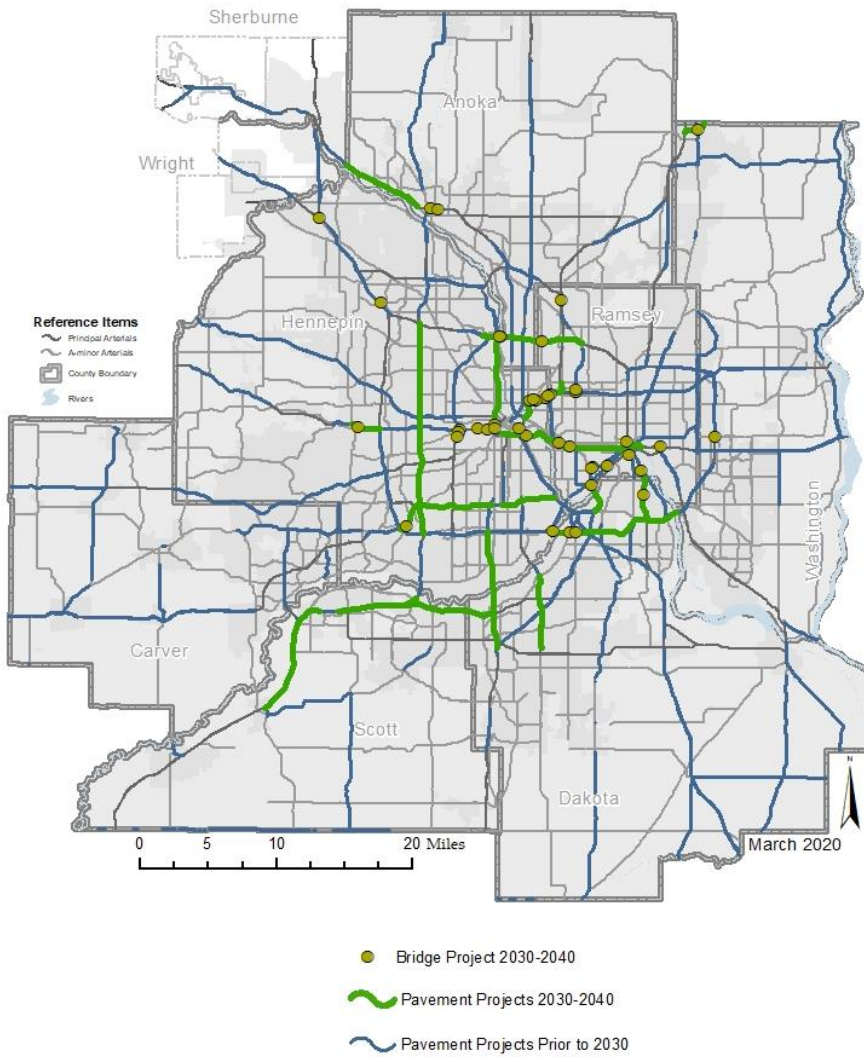 Sherburne
Anoka
Wright
Reference Items
Principal Arterials
A-minor Arterials
County Boundary
Rivers
Hennepin
Ramsey
Washington
Carver
Scott
Dakota
N
March 2020
0 5 10 20 Miles
Bridge Project 2030-2040
Pavement Projects 2030-2040
Pavement Projects Prior to 2030